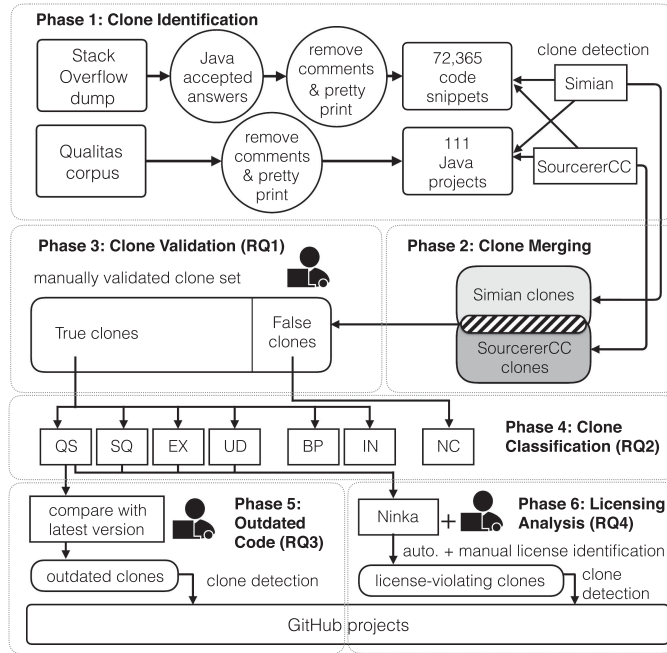 Phase 1: Clone Identification
Stack
Overflow
dump
Java
accepted
answers
remove
comments
& pretty
print
72,365
code
snippets
clone detection
Simian
Qualitas
corpus
remove
comments
& pretty
print
111
Java
projects
SourcererCC
Phase 3: Clone Validation (RQ1)
manually validated clone set
True clones
False
clones
Phase 2: Clone Merging
Simian clones
SourcererCC
clones
Phase 4: Clone
Classification (RQ2)
QS
SQ
EX
UD
BP
IN
NC
Phase 5:
Outdated
Code (RQ3)
compare with
latest version
outdated clones
clone detection
Phase 6: Licensing
Analysis (RQ4)
Ninka
+
auto. + manual license identification
license-violating clones
clone
detection
GitHub projects